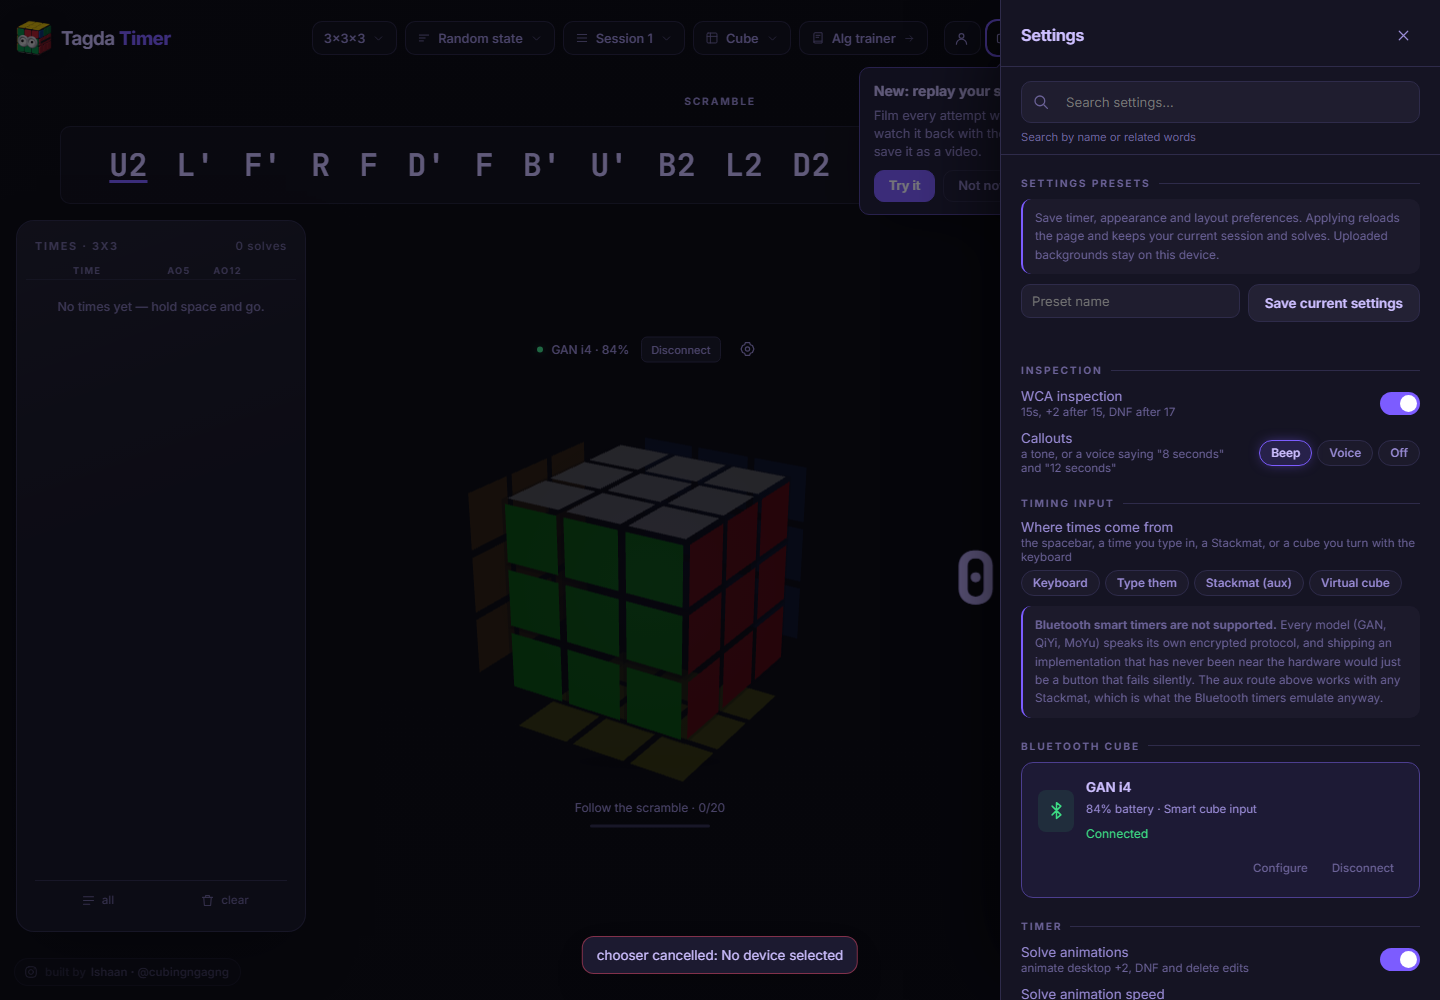 Tagda Timer
3×3×3
Random state
Session 1
Cube
Alg trainer →
SCRAMBLE
U2 L' F' R F D' F B' U' B2 L2 D2
New: replay your s
Film every attempt w
watch it back with the
save it as a video.
Try it
Not no
TIMES · 3X3
0 solves
TIME AO5 AO12
No times yet — hold space and go.
GAN i4 · 84%
Disconnect
0
Follow the scramble · 0/20
all
clear
built by Ishaan · @cubingngagng
chooser cancelled: No device selected
Settings
Search settings...
Search by name or related words
SETTINGS PRESETS
Save timer, appearance and layout preferences. Applying reloads
the page and keeps your current session and solves. Uploaded
backgrounds stay on this device.
Preset name
Save current settings
INSPECTION
WCA inspection
15s, +2 after 15, DNF after 17
Callouts
a tone, or a voice saying "8 seconds"
and "12 seconds"
Beep
Voice
Off
TIMING INPUT
Where times come from
the spacebar, a time you type in, a Stackmat, or a cube you turn with the
keyboard
Keyboard
Type them
Stackmat (aux)
Virtual cube
Bluetooth smart timers are not supported. Every model (GAN,
QiYi, MoYu) speaks its own encrypted protocol, and shipping an
implementation that has never been near the hardware would just
be a button that fails silently. The aux route above works with any
Stackmat, which is what the Bluetooth timers emulate anyway.
BLUETOOTH CUBE
GAN i4
84% battery · Smart cube input
Connected
Configure
Disconnect
TIMER
Solve animations
animate desktop +2, DNF and delete edits
Solve animation speed